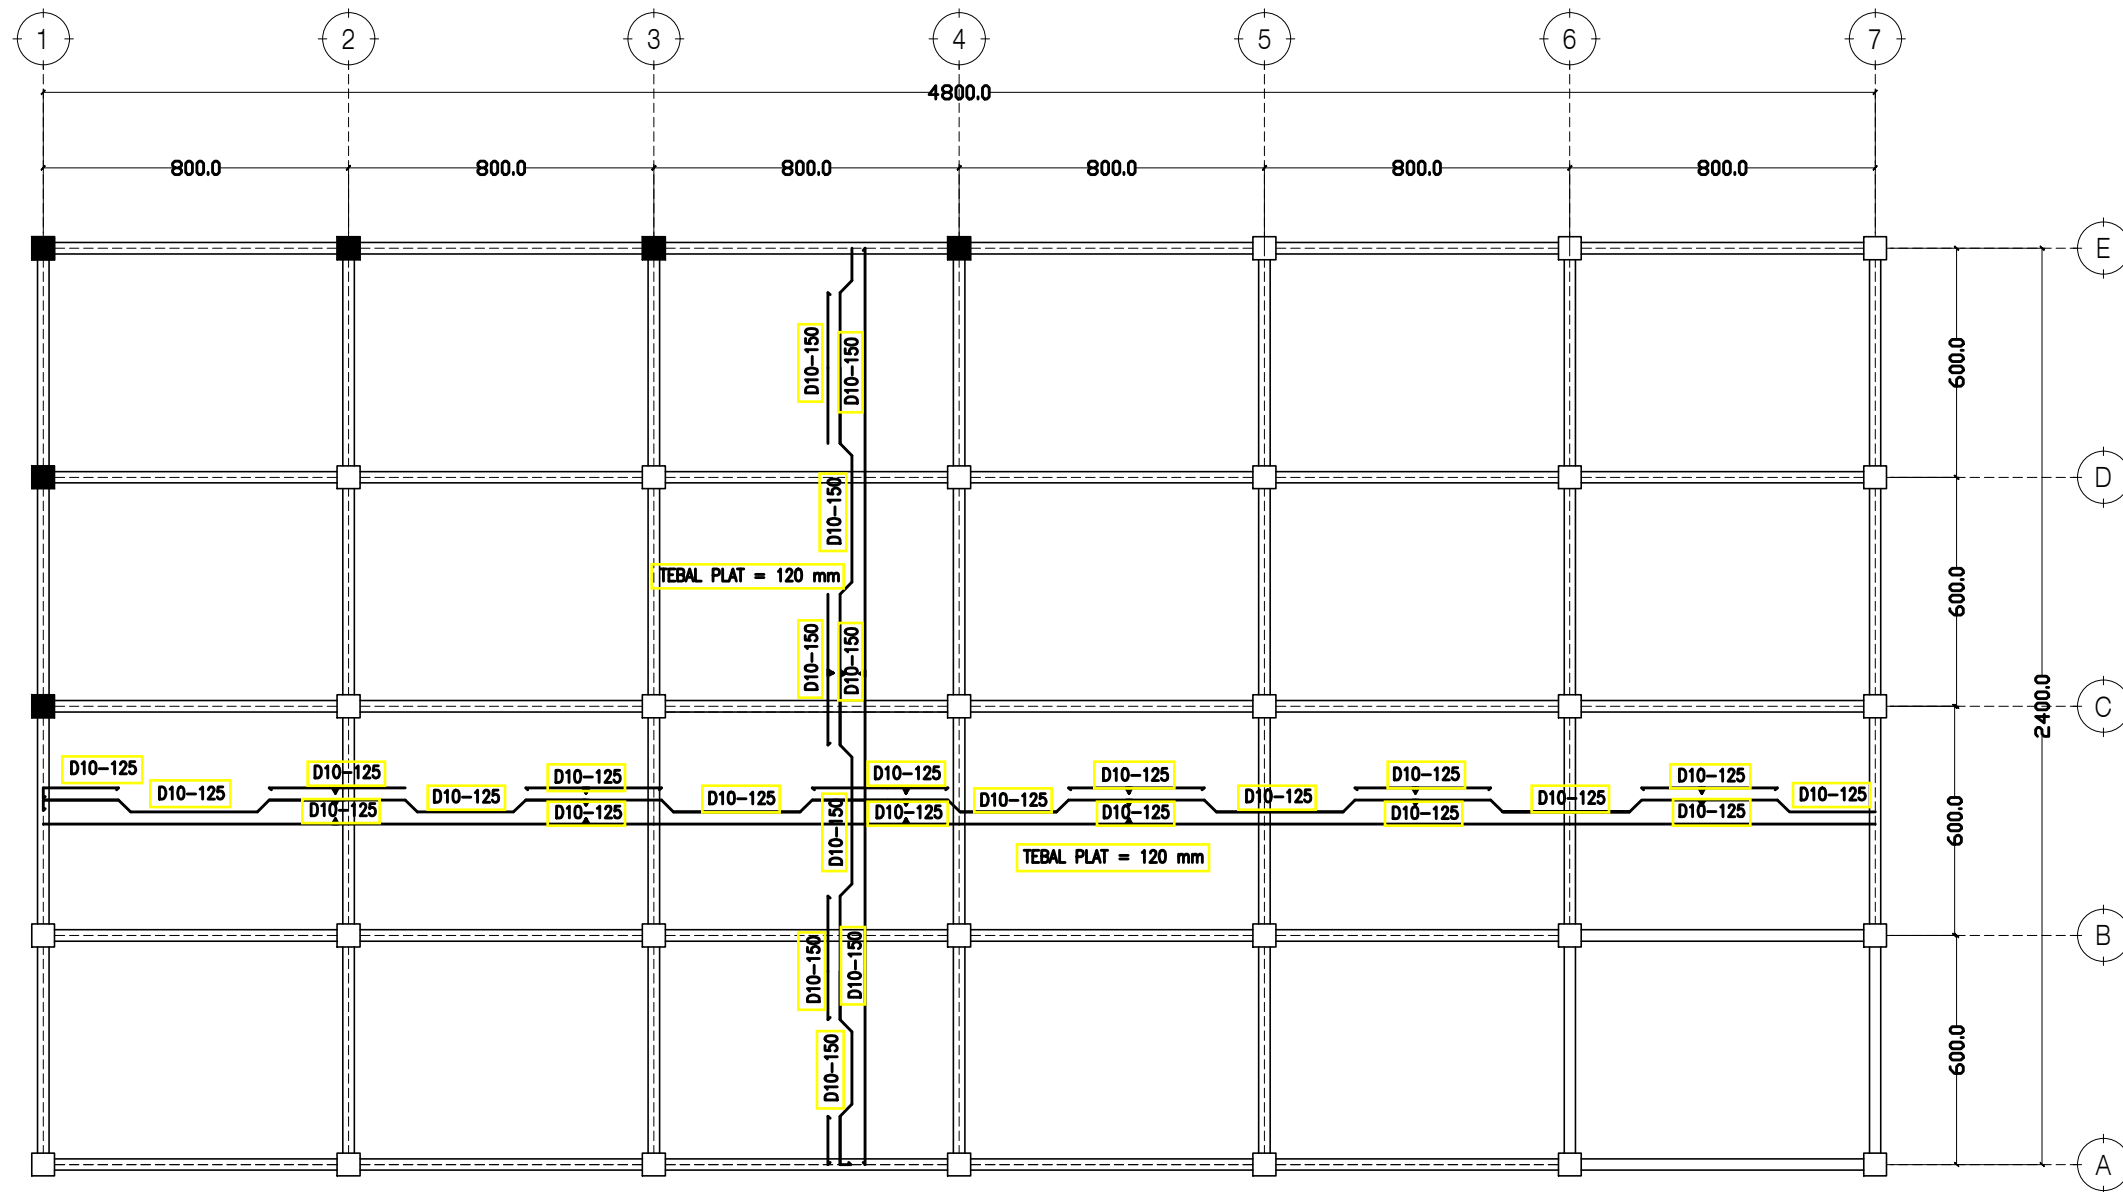 1 2 3 4 5 6 7
4800.0
800.0 800.0 800.0 800.0 800.0 800.0
E
600.0
D10-150 D10-150
D
D10-150
TEBAL PLAT = 120 mm
600.0
D10-150 D10-150
2400.0
C
D10-125 D10-125 D10-125 D10-125 D10-125 D10-125 D10-125
D10-125 D10-125 D10-125 D10-125 D10-125 D10-125 D10-125
D10-125 D10-125 D10-125 D10-125 D10-125 D10-125
D10-150
600.0
TEBAL PLAT = 120 mm
B
D10-150 D10-150
D10-150
600.0
A